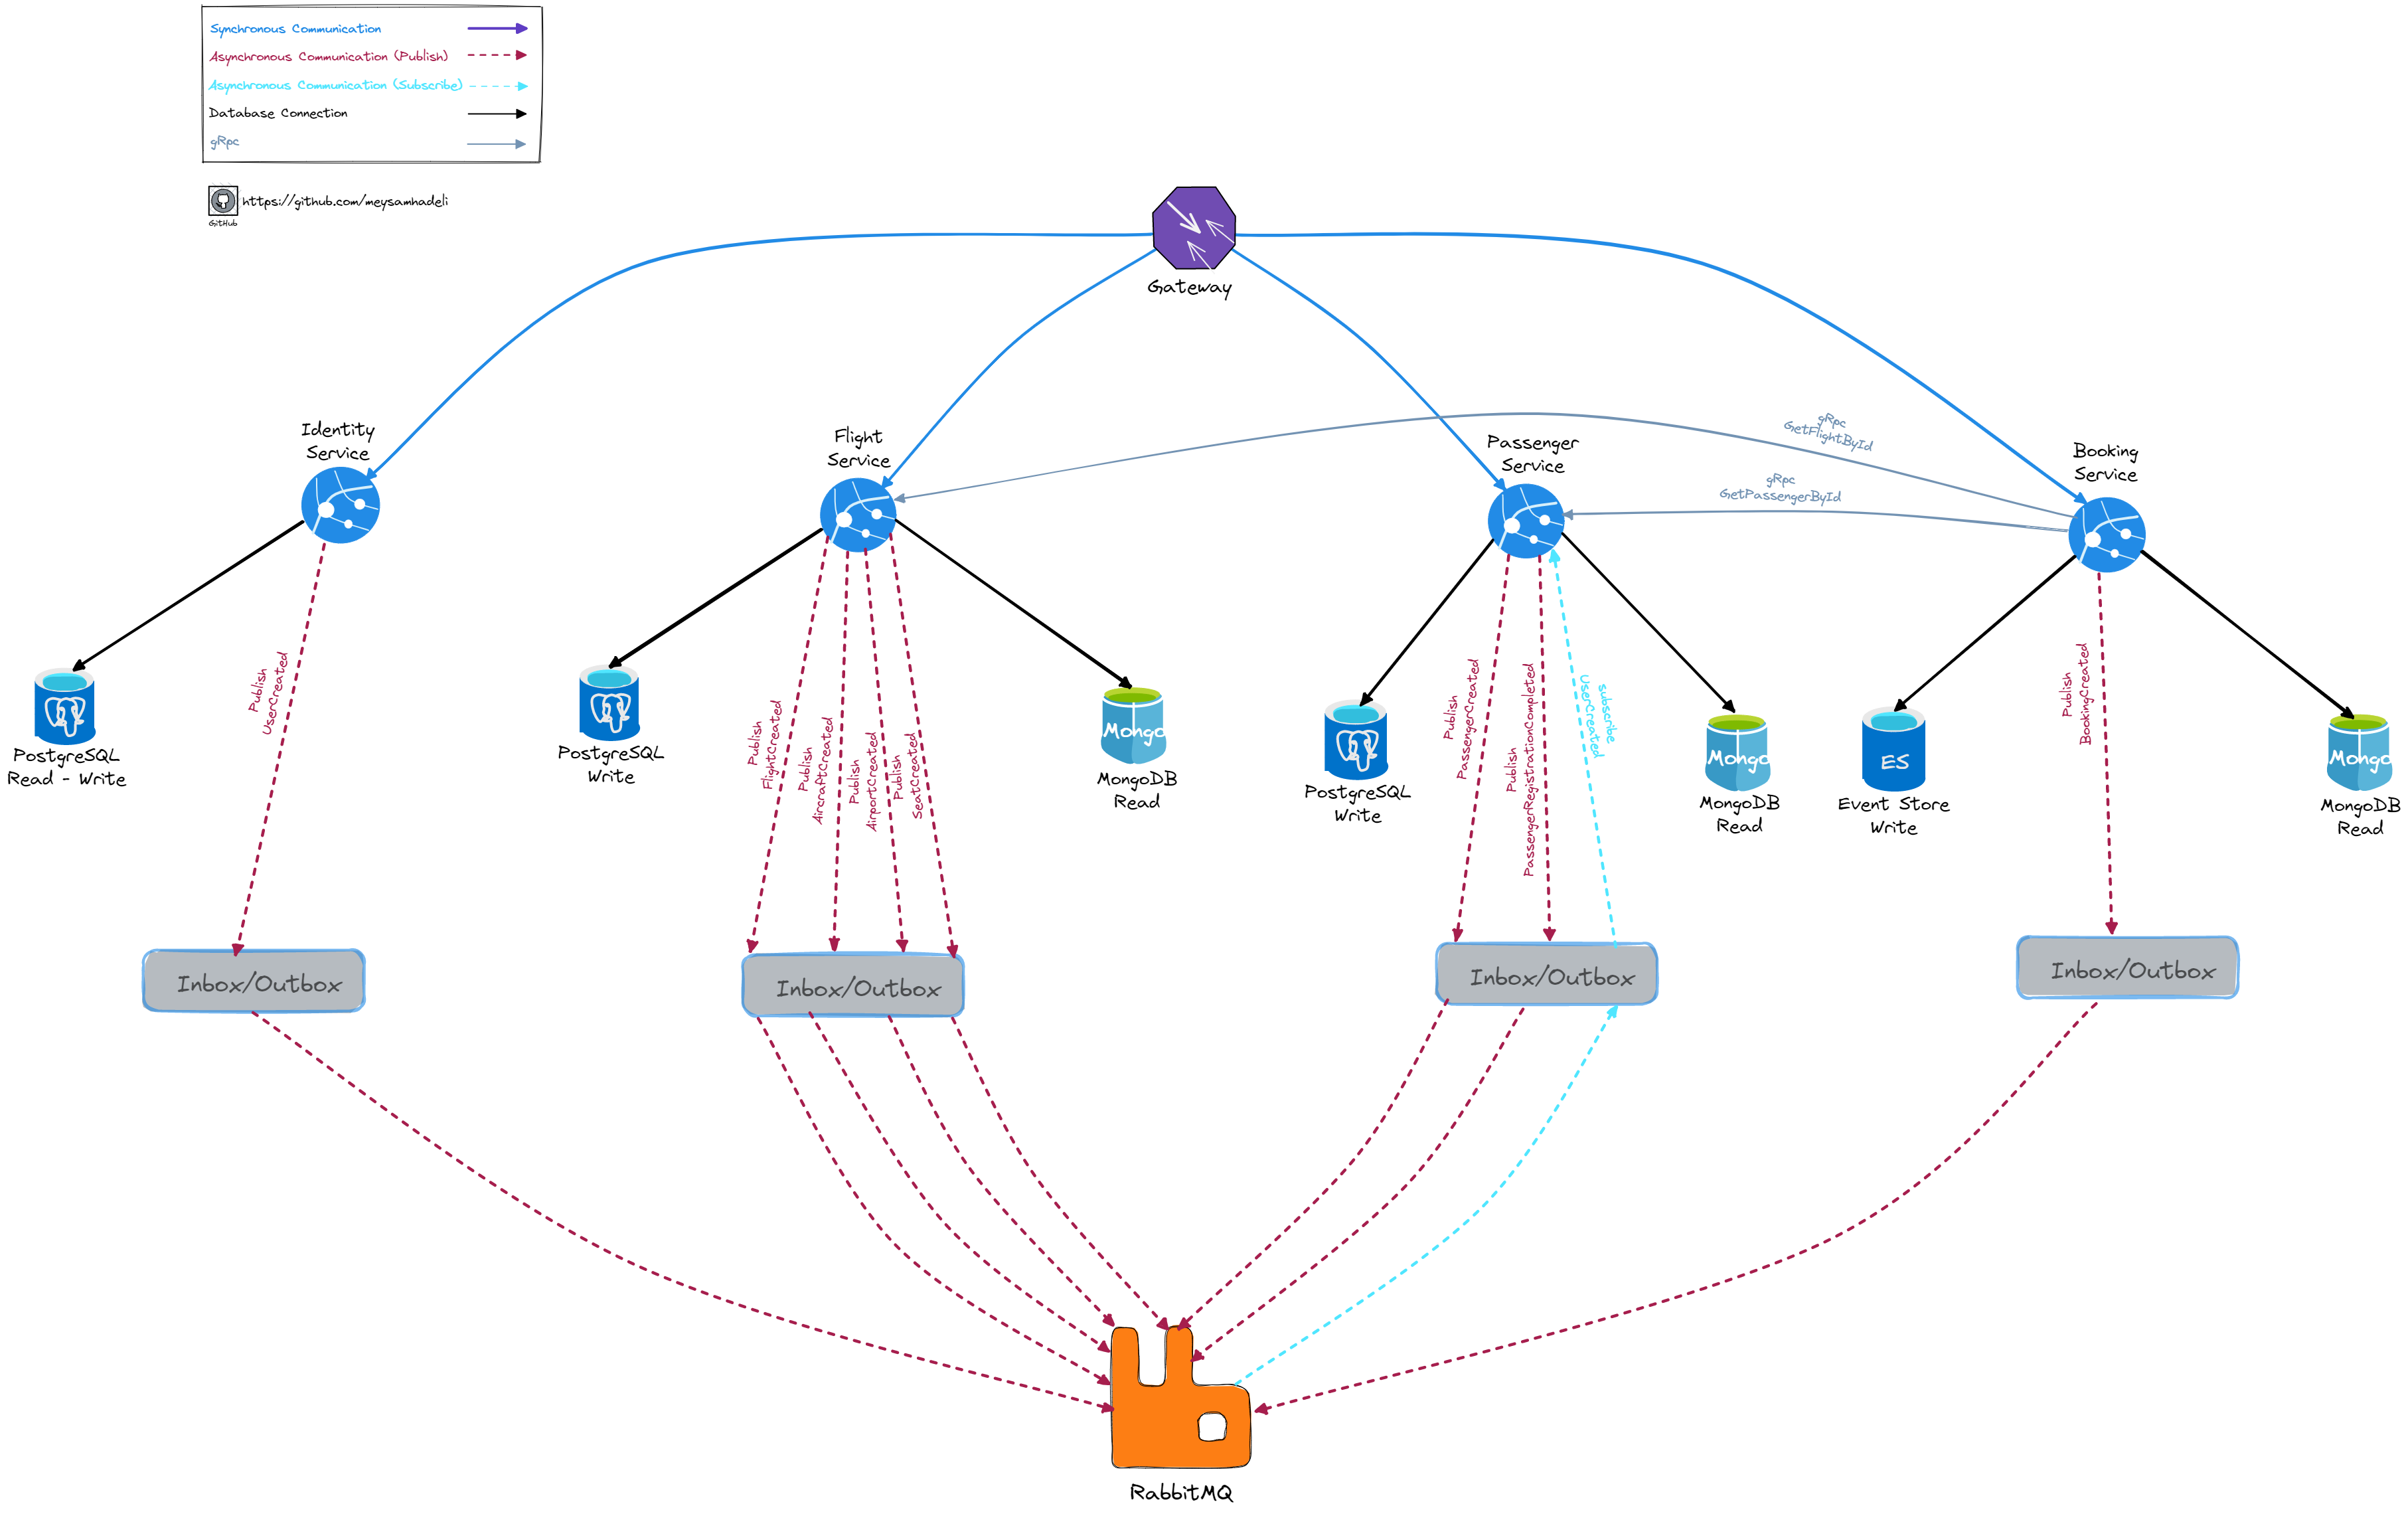 Synchronous Communication
Asynchronous Communication (Publish)
Asynchronous Communication (Subscribe)
Database Connection
gRpc
GitHub
https://github.com/meysamhadeli
Gateway
Identity
Service
Flight
Service
Passenger
Service
Booking
Service
gRpc
GetFlightById
gRpc
GetPassengerById
PostgreSQL
Read - Write
Publish
UserCreated
PostgreSQL
Write
Publish
FlightCreated
Publish
AircraftCreated
Publish
AirportCreated
Publish
SeatCreated
Mongo
MongoDB
Read
PostgreSQL
Write
Publish
PassengerCreated
Publish
PassengerRegistrationCompleted
subscribe
UserCreated
Mongo
MongoDB
Read
ES
Event Store
Write
Publish
BookingCreated
Mongo
MongoDB
Read
Inbox/Outbox
Inbox/Outbox
Inbox/Outbox
Inbox/Outbox
RabbitMQ